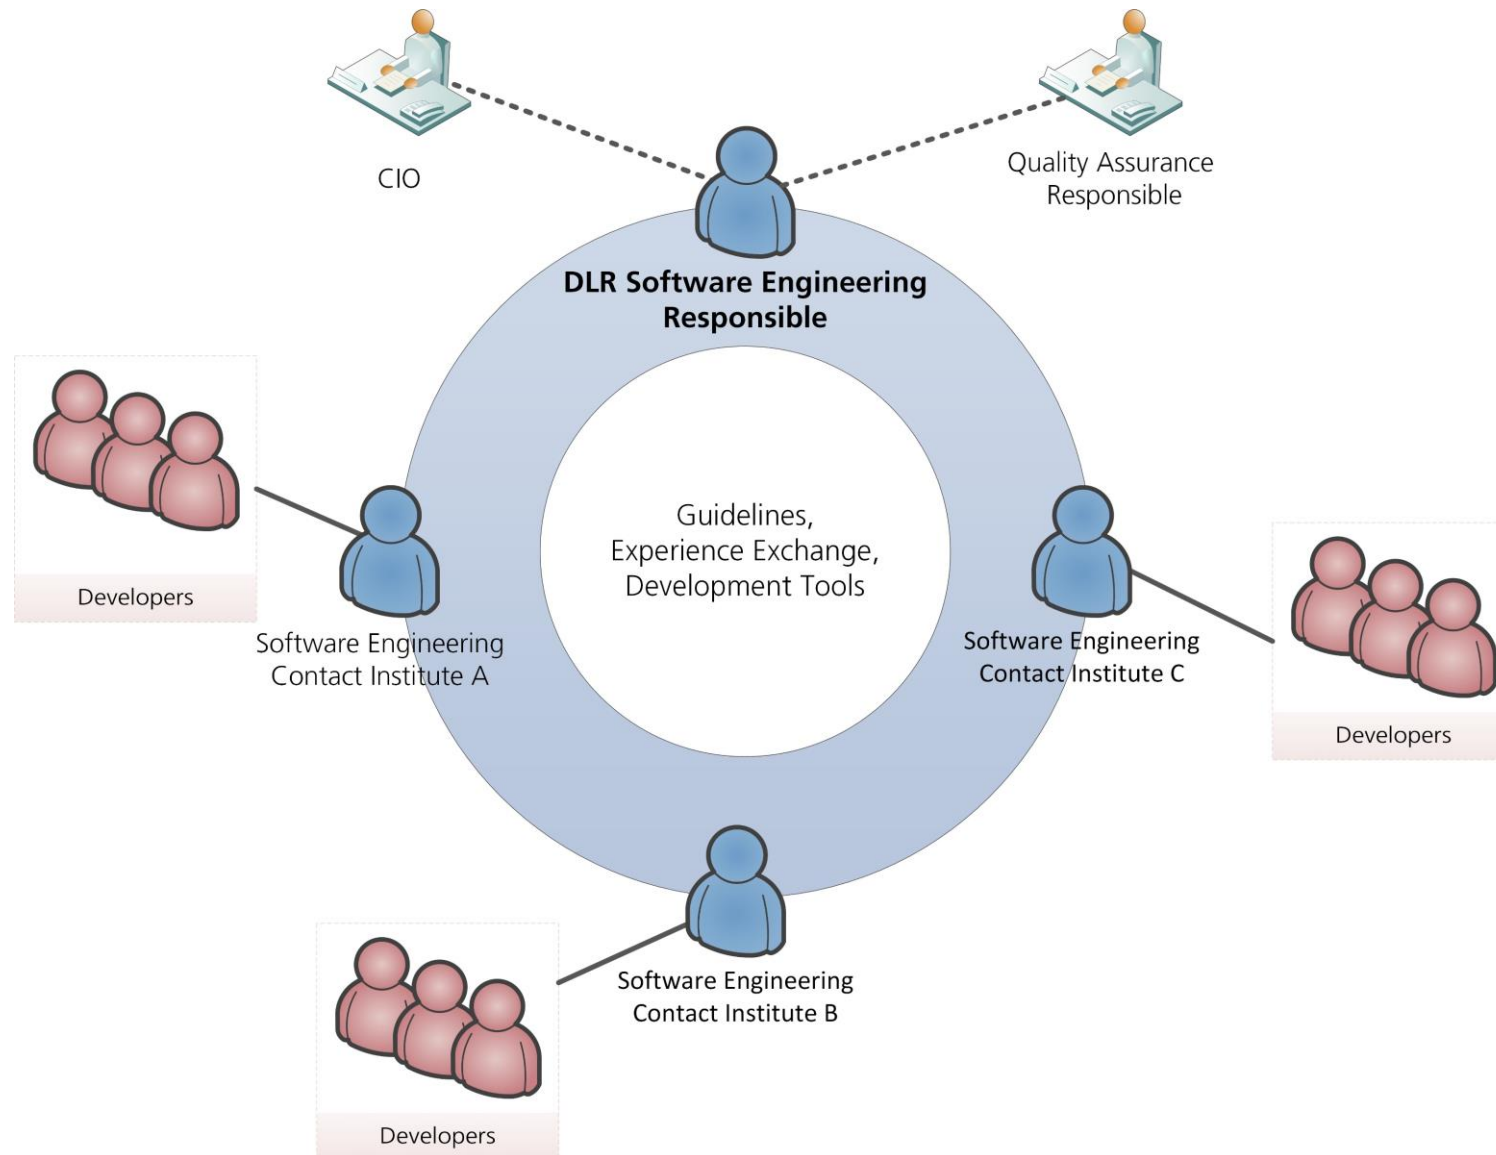 CIO
Quality Assurance
Responsible
DLR Software Engineering
Responsible
Guidelines,
Experience Exchange,
Development Tools
Developers
Software Engineering
Contact Institute A
Software Engineering
Contact Institute C
Developers
Software Engineering
Contact Institute B
Developers